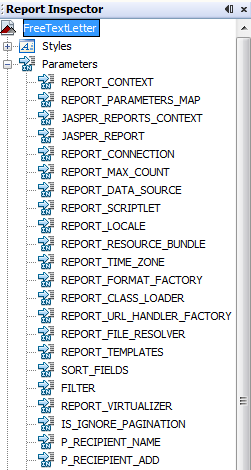 Report Inspector
FreeTextLetter
Styles
Parameters
REPORT_CONTEXT
REPORT_PARAMETERS_MAP
JASPER_REPORTS_CONTEXT
JASPER_REPORT
REPORT_CONNECTION
REPORT_MAX_COUNT
REPORT_DATA_SOURCE
REPORT_SCRIPTLET
REPORT_LOCALE
REPORT_RESOURCE_BUNDLE
REPORT_TIME_ZONE
REPORT_FORMAT_FACTORY
REPORT_CLASS_LOADER
REPORT_URL_HANDLER_FACTORY
REPORT_FILE_RESOLVER
REPORT_TEMPLATES
SORT_FIELDS
FILTER
REPORT_VIRTUALIZER
IS_IGNORE_PAGINATION
P_RECIPIENT_NAME
P_RECIEPIENT_ADD